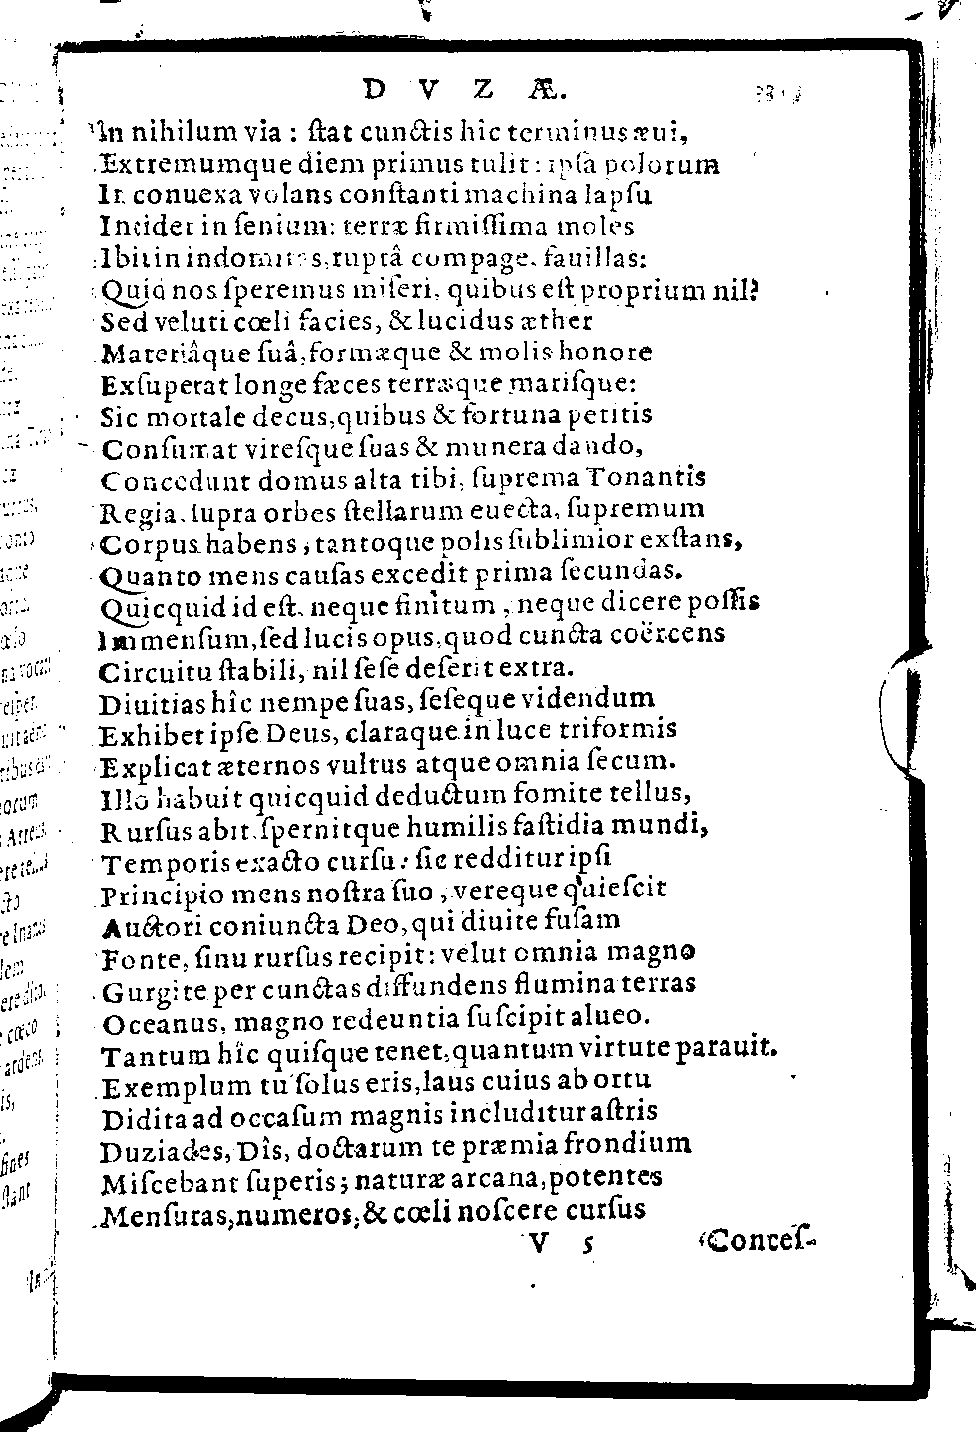 D V Z Æ.
In nihilum via : ſtat cunctis hîc terminus æui,
Extremumque diem primus tulit : ipſa polorum
In conuexa volans conſtanti machina lapſu
Incidet in ſenium: terræ firmiſſima moles
Ibit in indomitas, ruptâ compage, fauillas:
Quid nos ſperemus miſeri, quibus eſt proprium nil?
Sed veluti cœli facies, & lucidus æther
Materiâque ſuâ, formæque & molis honore
Exſuperat longe fæces terræque mariſque:
Sic mortale decus, quibus & fortuna petitis
Conſumat vireſque ſuas & munera dando,
Concedunt domus alta tibi, ſuprema Tonantis
Regia, ſupra orbes ſtellarum euecta, ſupremum
Corpus habens, tantoque polis ſublimior exſtans,
Quanto mens cauſas excedit prima ſecundas.
Quicquid id eſt, neque finitum, neque dicere poſſis
Immenſum, ſed lucis opus, quod cuncta coërcens
Circuitu ſtabili, nil ſeſe deſerit extra.
Diuitias hîc nempe ſuas, ſeſeque videndum
Exhibet ipſe Deus, claraque in luce triformis
Explicat æternos vultus atque omnia ſecum.
Illo habuit quicquid deductum fomite tellus,
Rurſus abit, ſpernitque humilis faſtidia mundi,
Temporis exacto curſu: ſic redditur ipſi
Principio mens noſtra ſuo, vereque quieſcit
Auctori coniuncta Deo, qui diuite fuſam
Fonte, ſinu rurſus recipit: velut omnia magno
Gurgite per cunctas diffundens flumina terras
Oceanus, magno redeuntia ſuſcipit alueo.
Tantum hîc quiſque tenet, quantum virtute parauit.
Exemplum tu ſolus eris, laus cuius ab ortu
Didita ad occaſum magnis includitur aſtris
Duziades, Dîs, doctarum te præmia frondium
Miſcebant ſuperis; naturæ arcana, potentes
Menſuras, numeros, & cœli noſcere curſus
V 5 Conceſ-